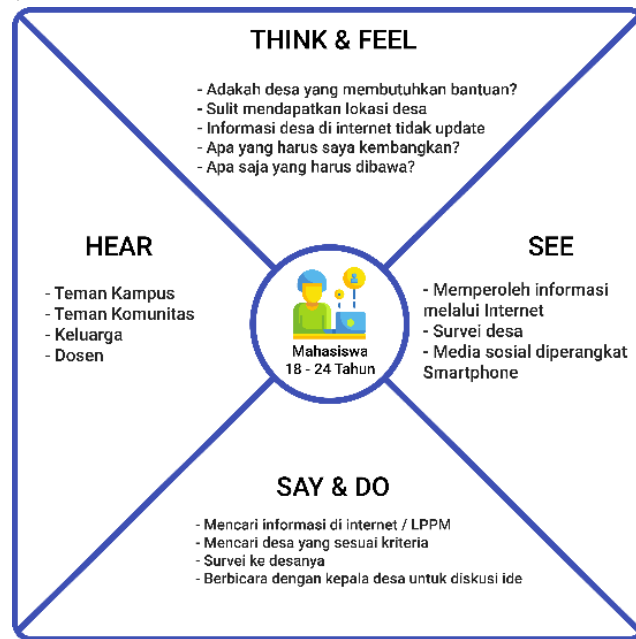 THINK & FEEL
- Adakah desa yang membutuhkan bantuan?
- Sulit mendapatkan lokasi desa
- Informasi desa di internet tidak update
- Apa yang harus saya kembangkan?
- Apa saja yang harus dibawa?
HEAR
- Teman Kampus
- Teman Komunitas
- Keluarga
- Dosen
Mahasiswa
18 - 24 Tahun
SEE
- Memperoleh informasi
melalui Internet
- Survei desa
- Media sosial diperangkat
Smartphone
SAY & DO
- Mencari informasi di internet / LPPM
- Mencari desa yang sesuai kriteria
- Survei ke desanya
- Berbicara dengan kepala desa untuk diskusi ide